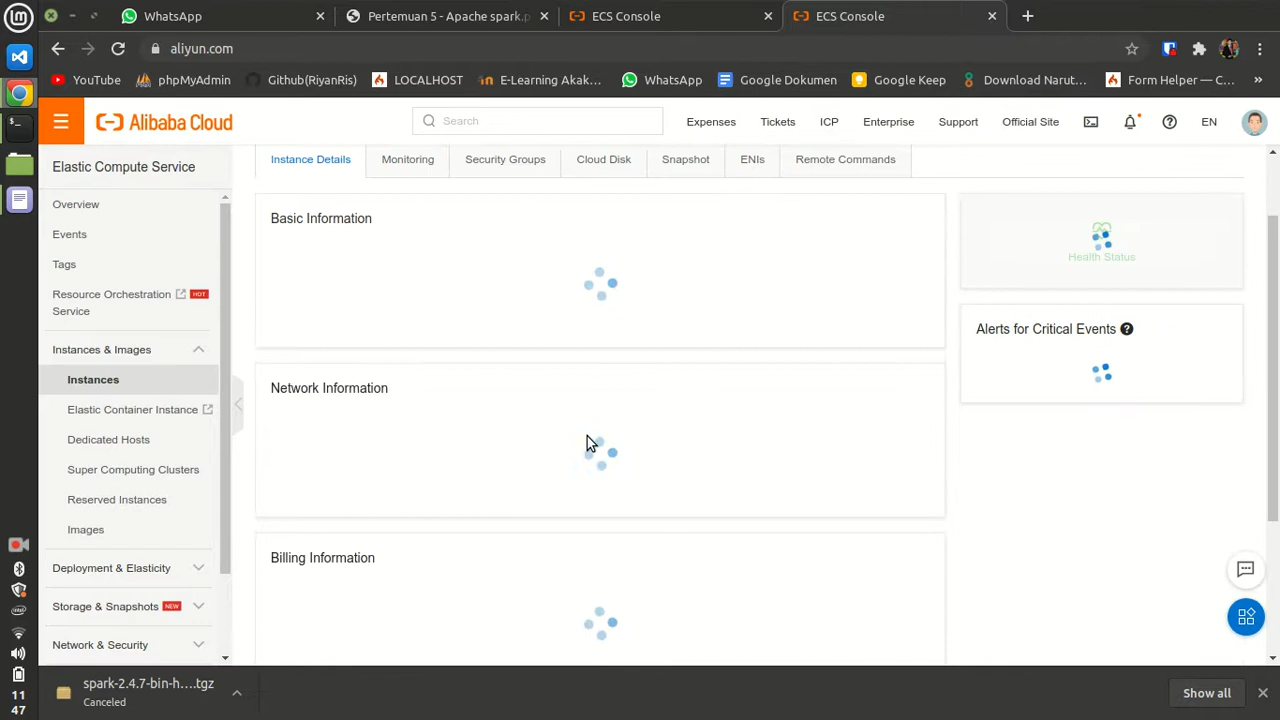 WhatsApp
Pertemuan 5 - Apache spark.p
ECS Console
ECS Console
aliyun.com
YouTube
phpMyAdmin
Github(RiyanRis)
LOCALHOST
E-Learning Akak...
WhatsApp
Google Dokumen
Google Keep
Download Narut...
Form Helper — C...
Alibaba Cloud
Search
Expenses
Tickets
ICP
Enterprise
Support
Official Site
EN
Elastic Compute Service
Overview
Events
Tags
Resource Orchestration
Service
HOT
Instances & Images
Instances
Elastic Container Instance
Dedicated Hosts
Super Computing Clusters
Reserved Instances
Images
Deployment & Elasticity
Storage & Snapshots
NEW
Network & Security
Instance Details
Monitoring
Security Groups
Cloud Disk
Snapshot
ENIs
Remote Commands
Basic Information
Network Information
Billing Information
Health Status
Alerts for Critical Events
spark-2.4.7-bin-h....tgz
Canceled
Show all
11
47